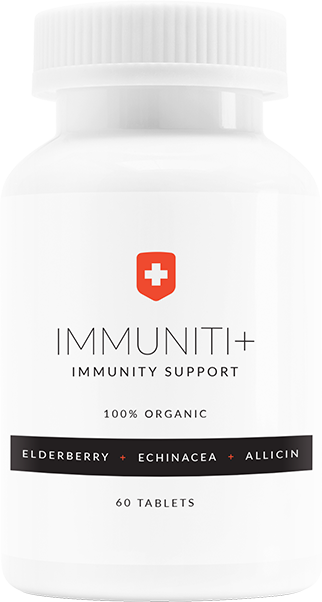 IMMUNITI+
IMMUNITY SUPPORT
100% ORGANIC
ELDERBERRY + ECHINACEA + ALLICIN
60 TABLETS